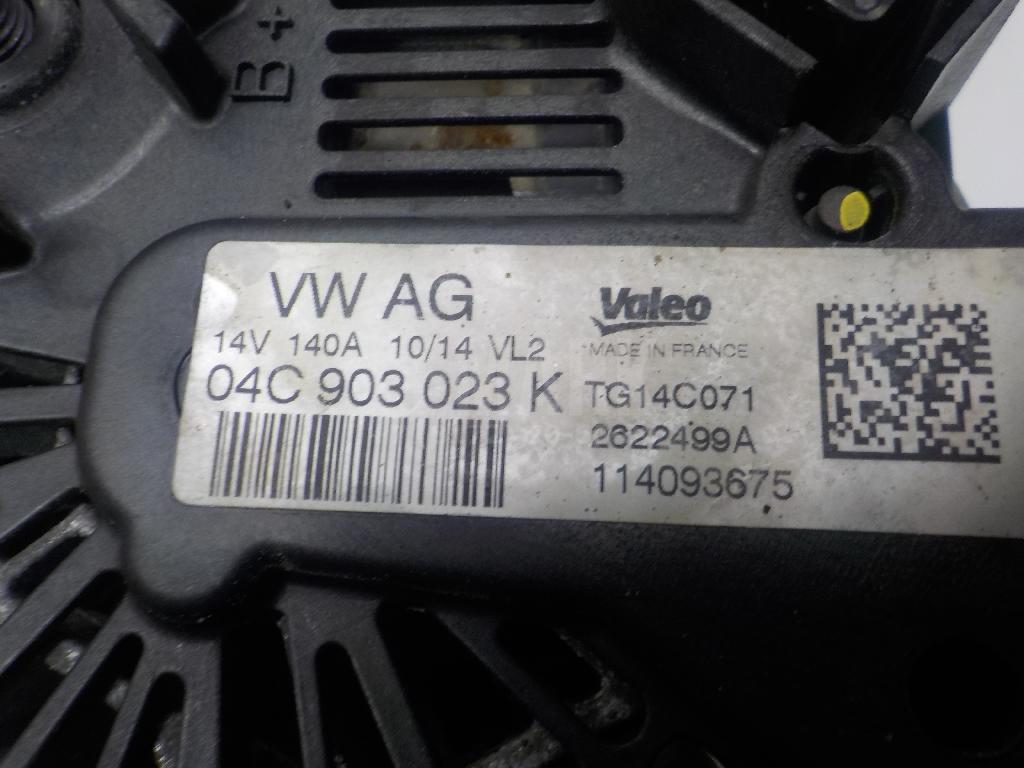 B+
VW AG
14V 140A 10/14 VL2
04C 903 023 K
Valeo
MADE IN FRANCE
TG14C071
2622499A
114093675